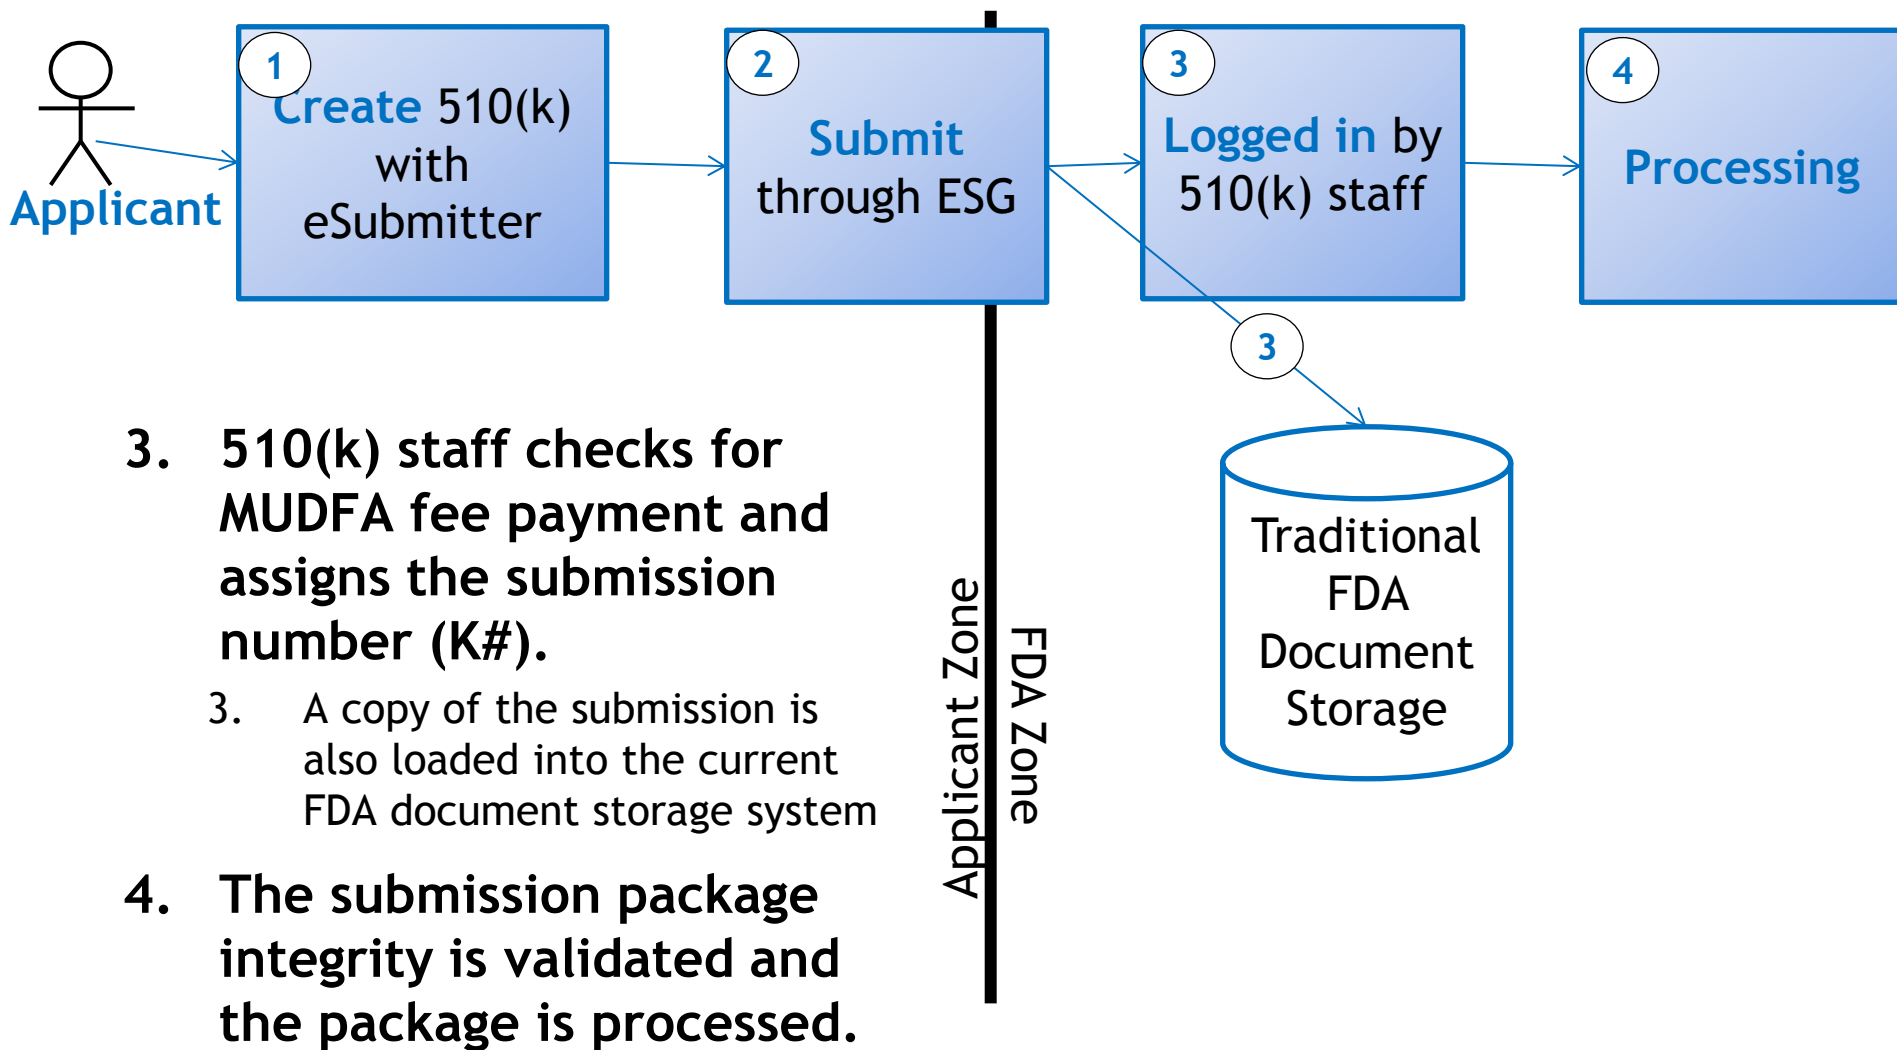 1
Create 510(k)
with
eSubmitter
2
Submit
through ESG
3
Logged in by
510(k) staff
4
Processing
Applicant
3
3. 510(k) staff checks for
MUDFA fee payment and
assigns the submission
number (K#).
3. A copy of the submission is
also loaded into the current
FDA document storage system
4. The submission package
integrity is validated and
the package is processed.
Applicant Zone
FDA Zone
Traditional
FDA
Document
Storage